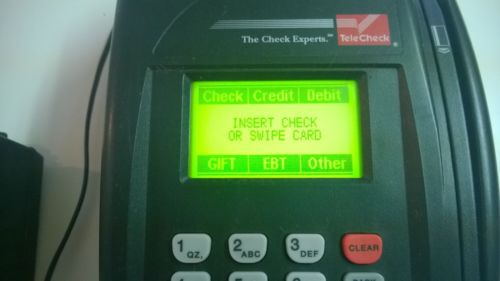 The Check Experts.℠
TeleCheck®
Check Credit Debit
INSERT CHECK
OR SWIPE CARD
GIFT EBT Other
1 QZ. 2 ABC 3 DEF CLEAR